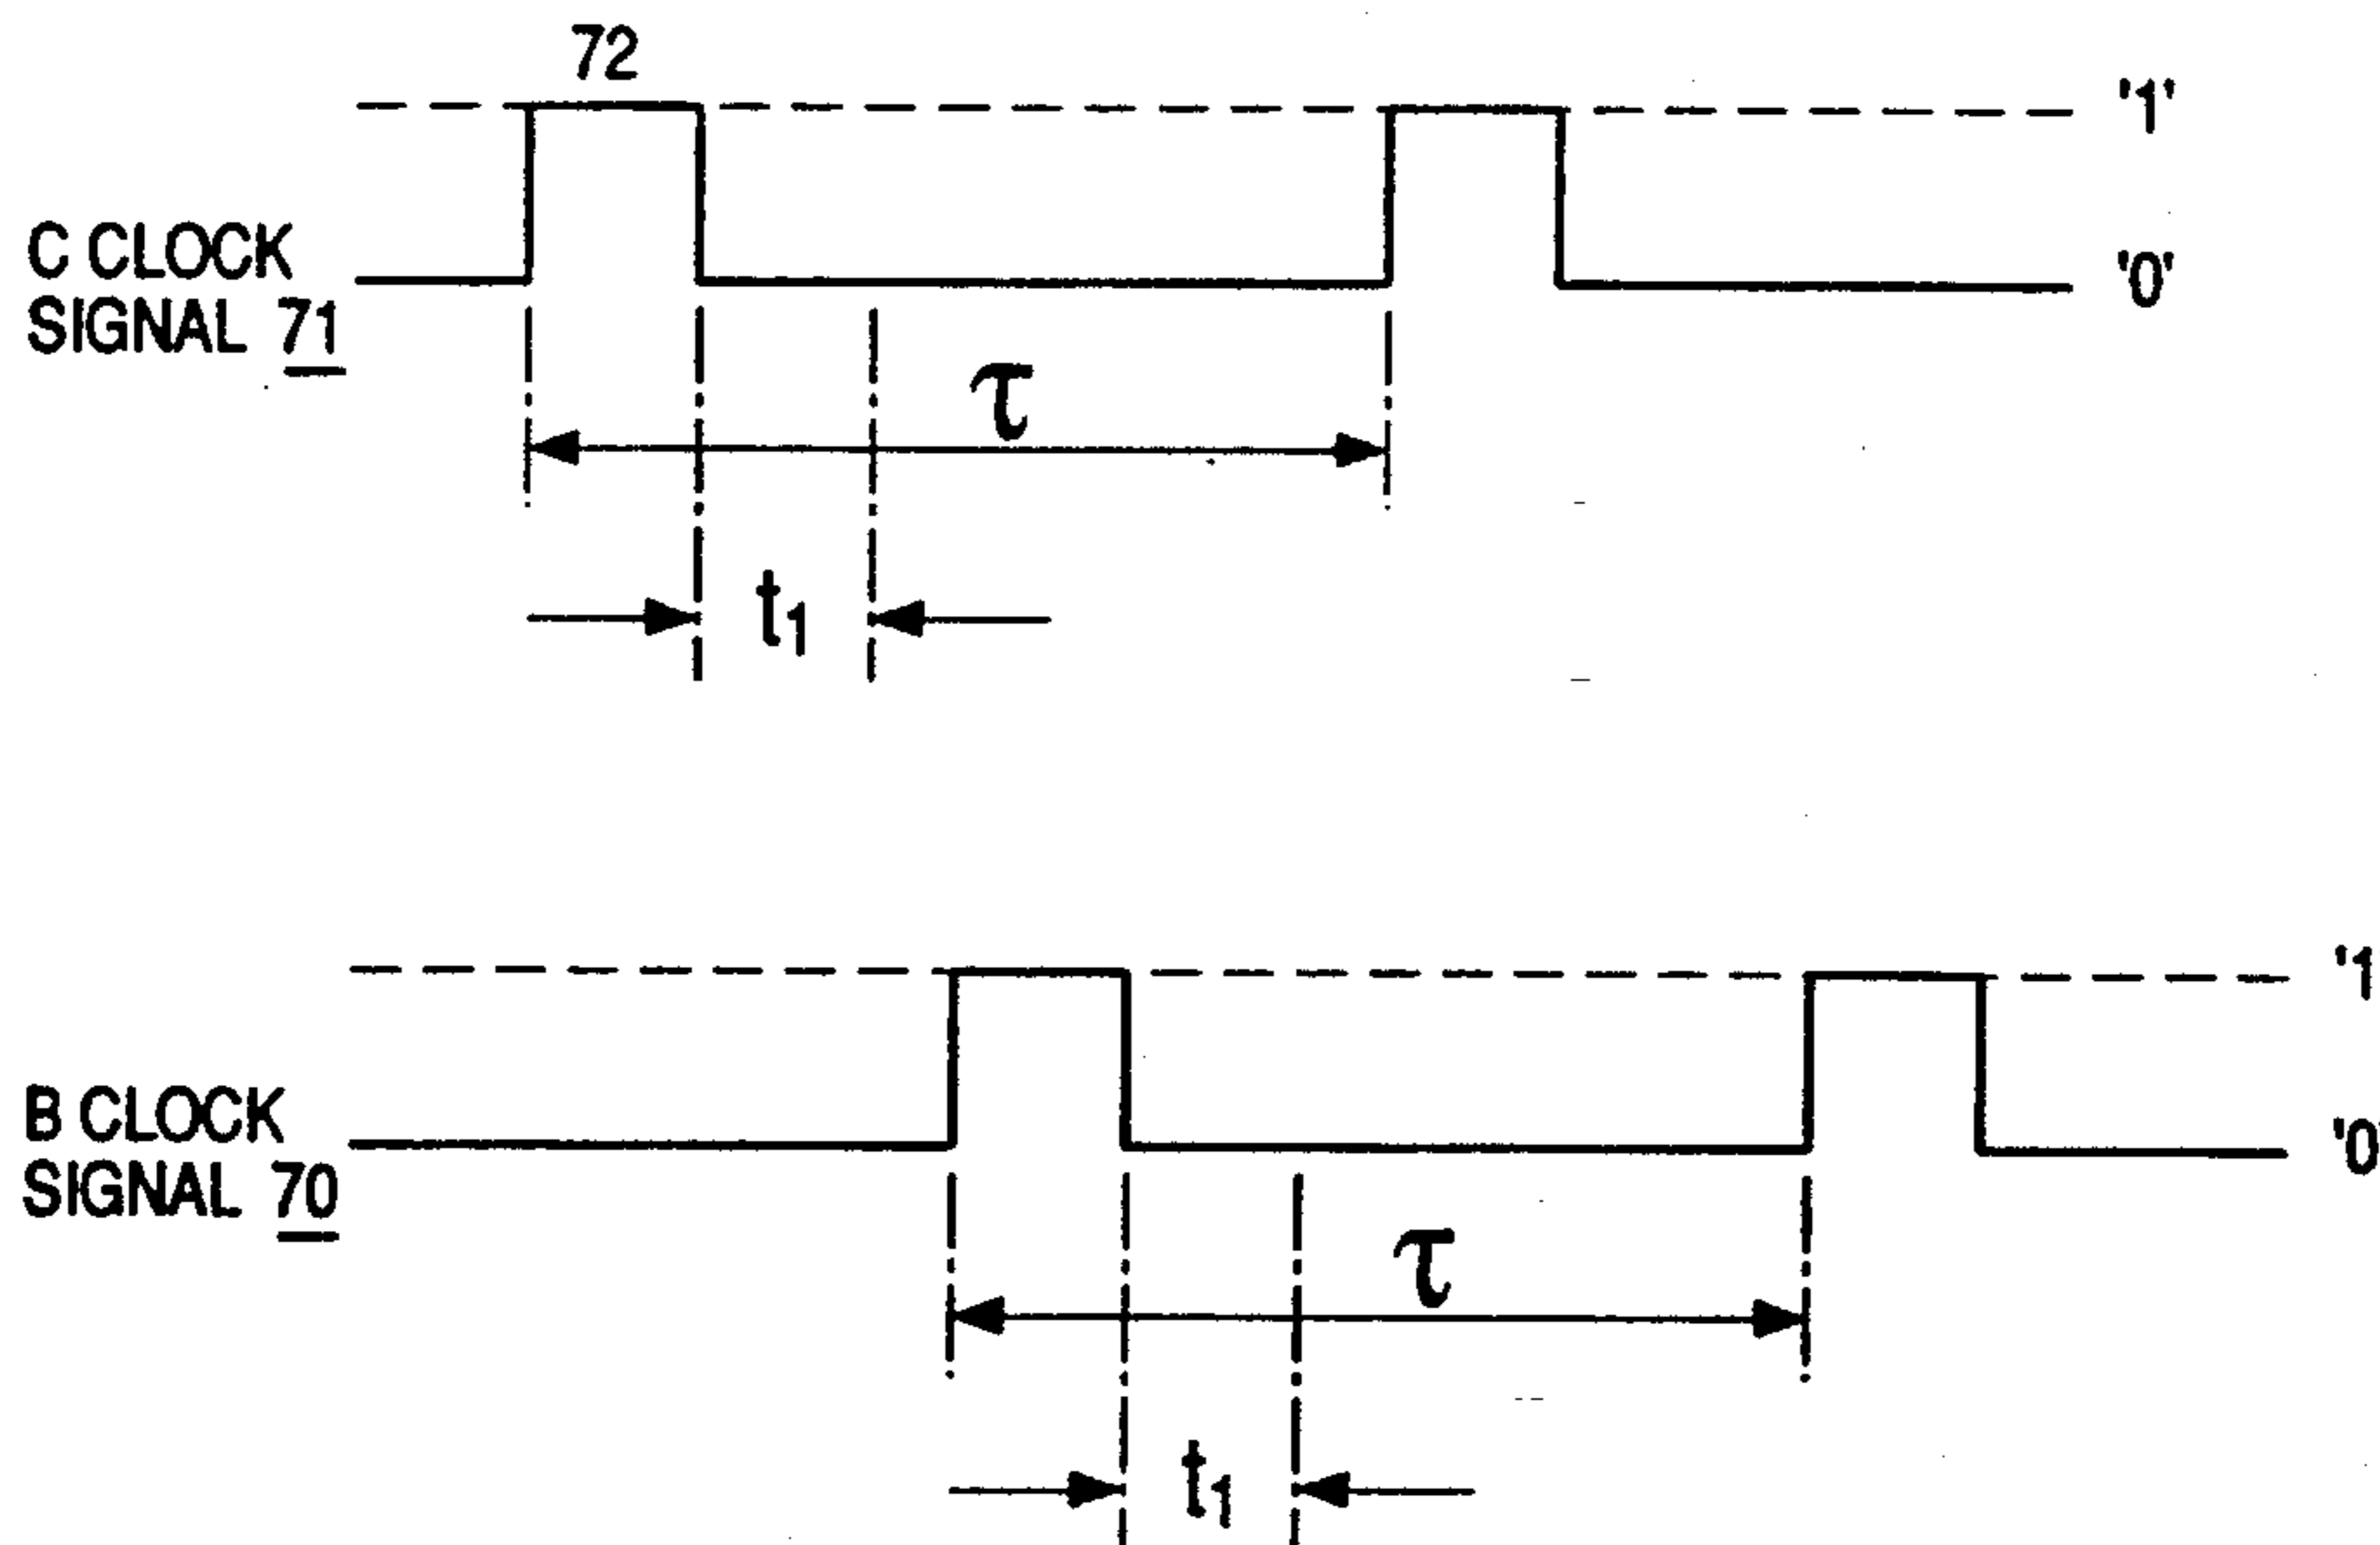 72
'1'
C CLOCK
SIGNAL 71
'0'
τ
t1
'1
B CLOCK
SIGNAL 70
'0'
τ
t1